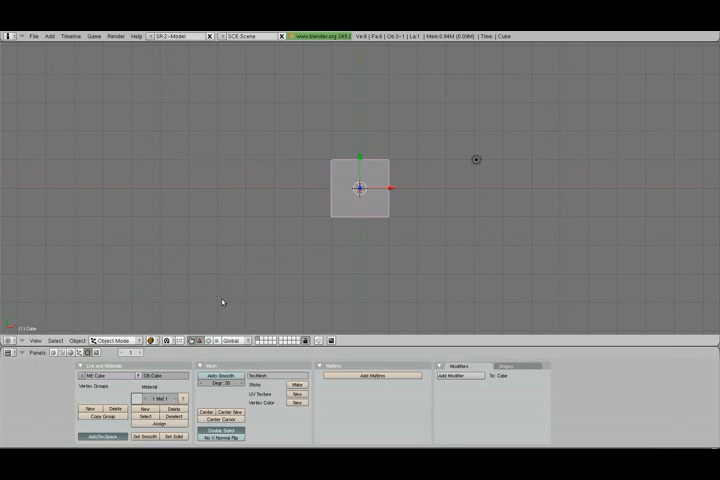 File Add Timeline Game Render Help SR:2-Model SCE:Scene www.blender.org 249.2 Ve:8 | Fa:6 | Ob:3-1 | La:1 | Mem:0.94M (0.09M) | Time: | Cube
(1) Cube
View Select Object Object Mode Global
Panels 1
Link and Materials Mesh Multires Modifiers Shapes
ME:Cube F OB:Cube Auto Smooth TexMesh: Add Multires Add Modifier To: Cube
Vertex Groups Material Degr: 30 Sticky Make
UV Texture New
1 Mat 1 ? Vertex Color New
New Delete New Delete Center Center New
Copy Group Select Deselect Center Cursor
Assign
Double Sided
AutoTexSpace Set Smooth Set Solid No V.Normal Flip